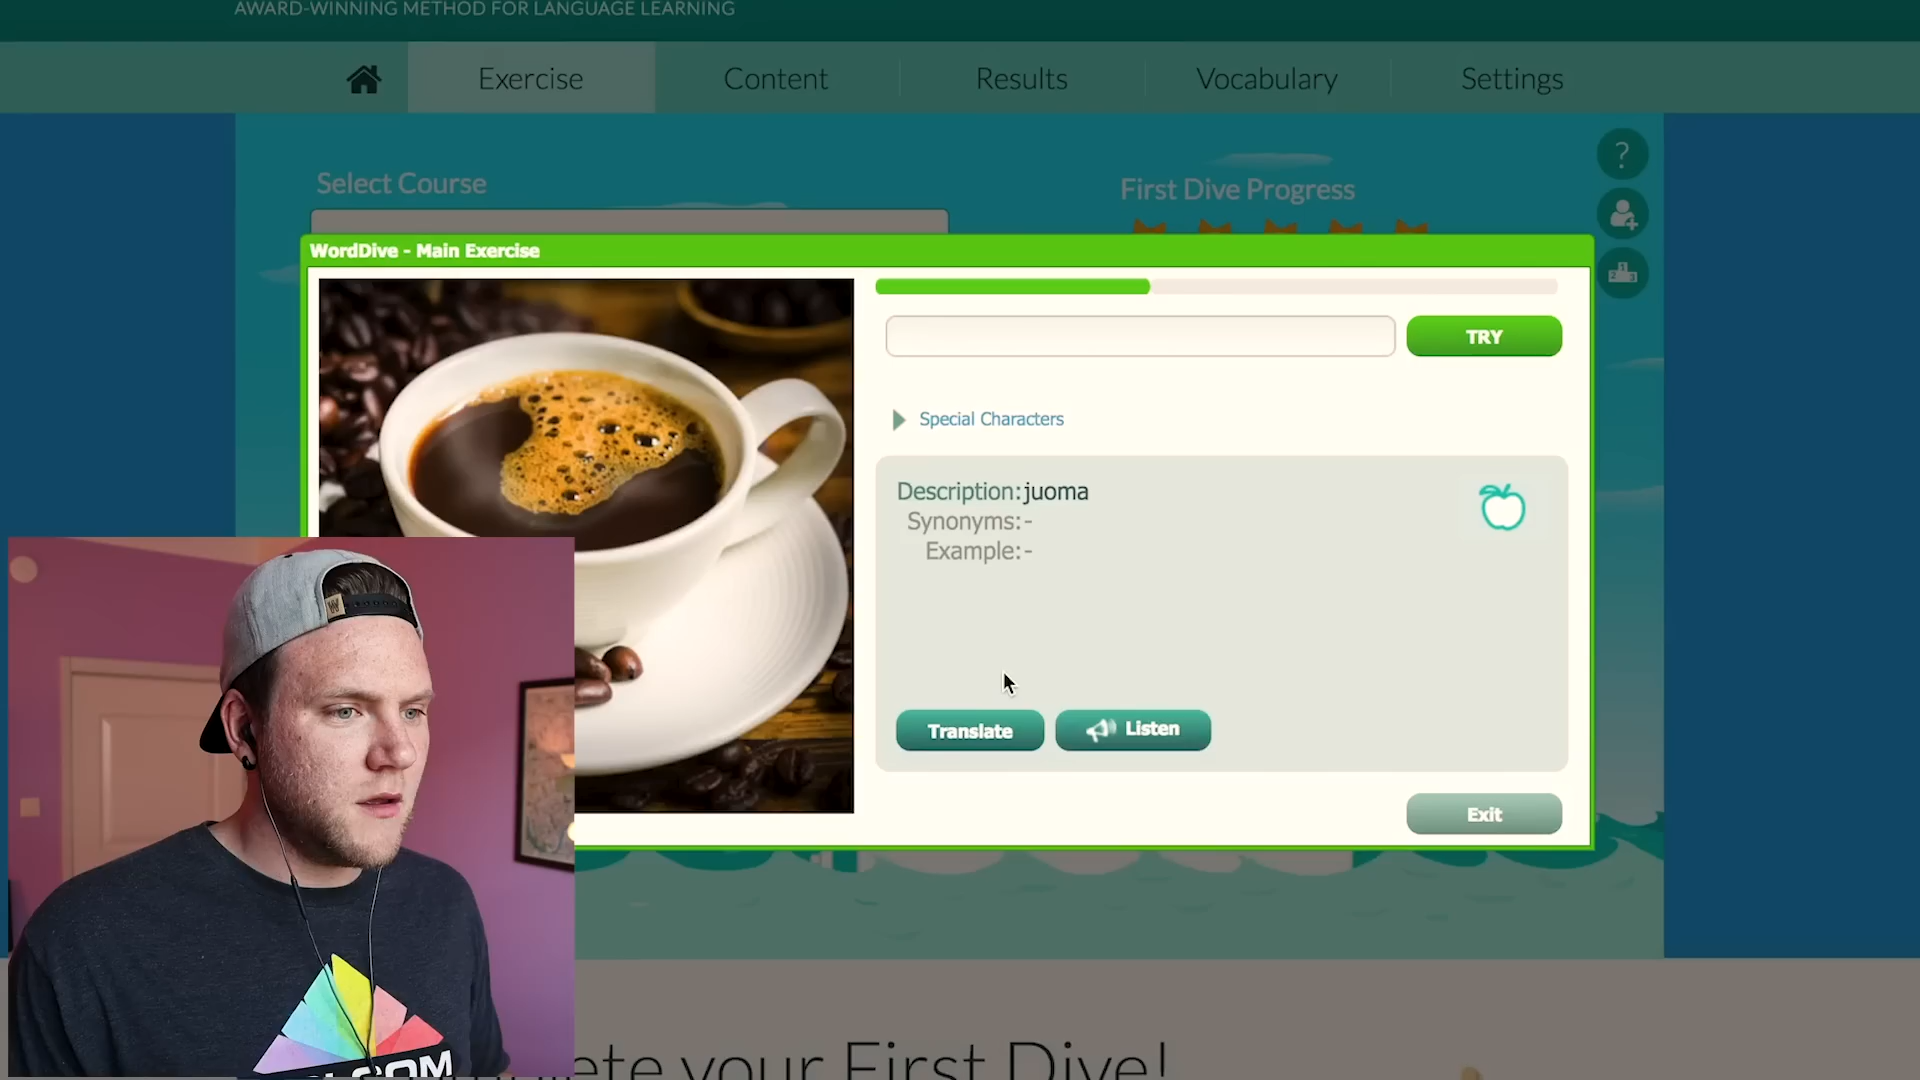 AWARD-WINNING METHOD FOR LANGUAGE LEARNING
Exercise
Content
Results
Vocabulary
Settings
Select Course
First Dive Progress
?
WordDive - Main Exercise
TRY
Special Characters
Description: juoma
Synonyms: -
Example: -
Translate
Listen
Exit
your First Dive!